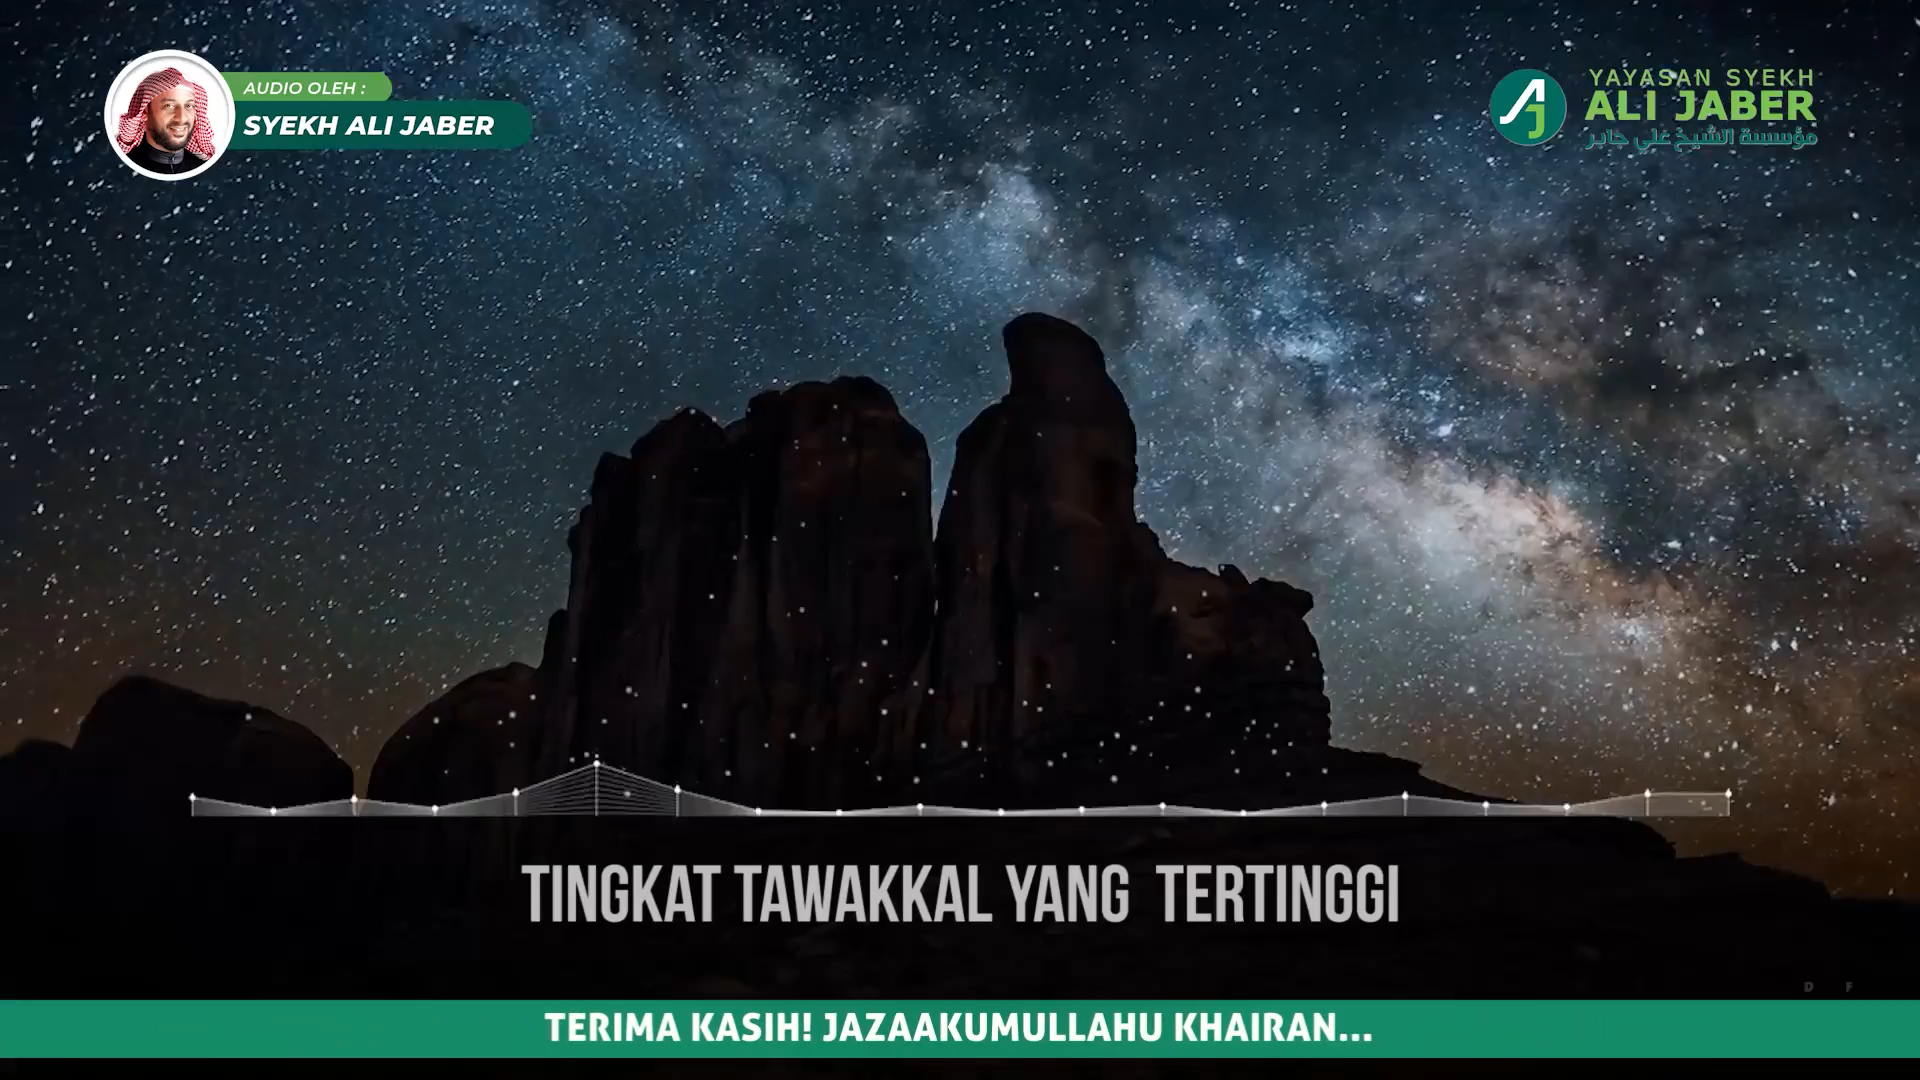 AUDIO OLEH :
SYEKH ALI JABER
YAYASAN SYEKH
ALI JABER
مؤسسة الشيخ علي جابر
TINGKAT TAWAKKAL YANG TERTINGGI
D F
TERIMA KASIH! JAZAAKUMULLAHU KHAIRAN...